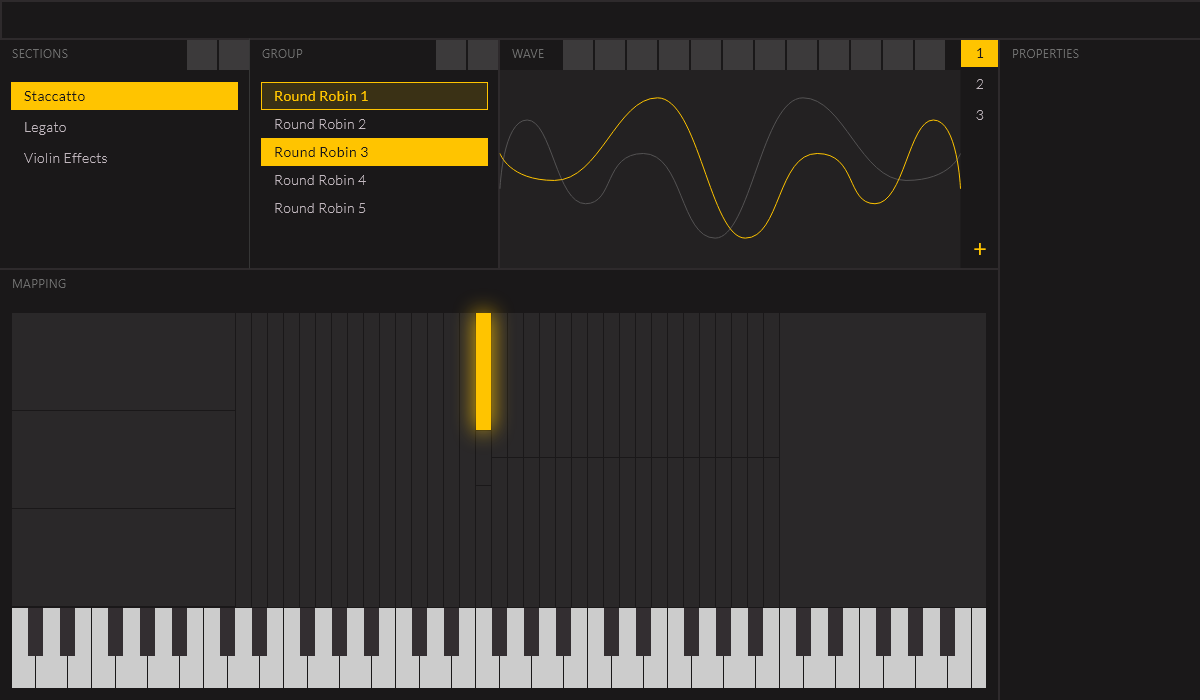 SECTIONS
Staccatto
Legato
Violin Effects
GROUP
Round Robin 1
Round Robin 2
Round Robin 3
Round Robin 4
Round Robin 5
WAVE
1
2
3
+
PROPERTIES
MAPPING